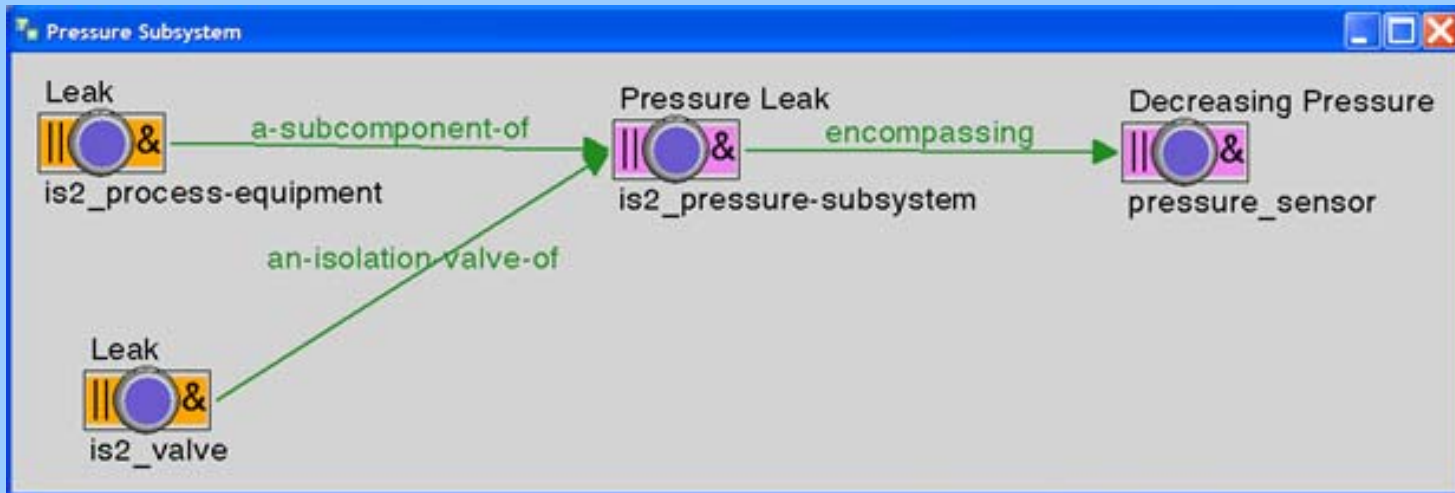 Pressure Subsystem
Leak
||
&
is2_process-equipment
a-subcomponent-of
Pressure Leak
||
&
is2_pressure-subsystem
encompassing
Decreasing Pressure
||
&
pressure_sensor
an-isolation-valve-of
Leak
||
&
is2_valve